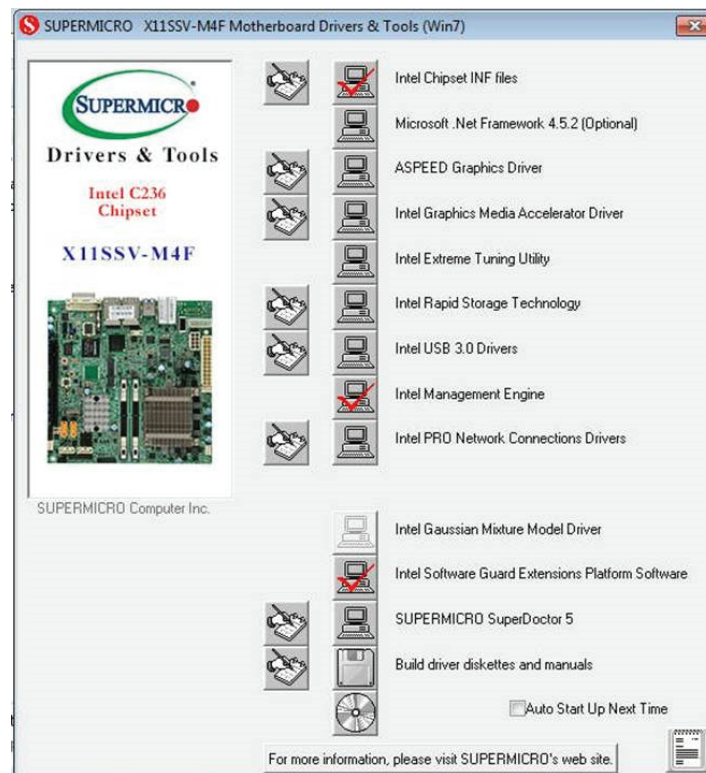 SUPERMICRO X11SSV-M4F Motherboard Drivers & Tools (Win7)
SUPERMICRO
Drivers & Tools
Intel C236
Chipset
X11SSV-M4F
SUPERMICRO Computer Inc.
Intel Chipset INF files
Microsoft .Net Framework 4.5.2 (Optional)
ASPEED Graphics Driver
Intel Graphics Media Accelerator Driver
Intel Extreme Tuning Utility
Intel Rapid Storage Technology
Intel USB 3.0 Drivers
Intel Management Engine
Intel PRO Network Connections Drivers
Intel Gaussian Mixture Model Driver
Intel Software Guard Extensions Platform Software
SUPERMICRO SuperDoctor 5
Build driver diskettes and manuals
Auto Start Up Next Time
For more information, please visit SUPERMICRO's web site.